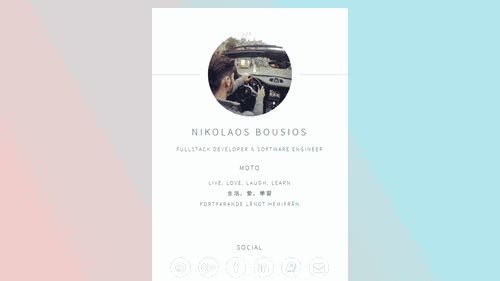 NIKOLAOS BOUSIOS
FULLSTACK DEVELOPER & SOFTWARE ENGINEER
MOTO
LIVE, LOVE, LAUGH, LEARN
生活、愛、學習
FORTFARANDE LÅNGT HEMIFRÅN
SOCIAL